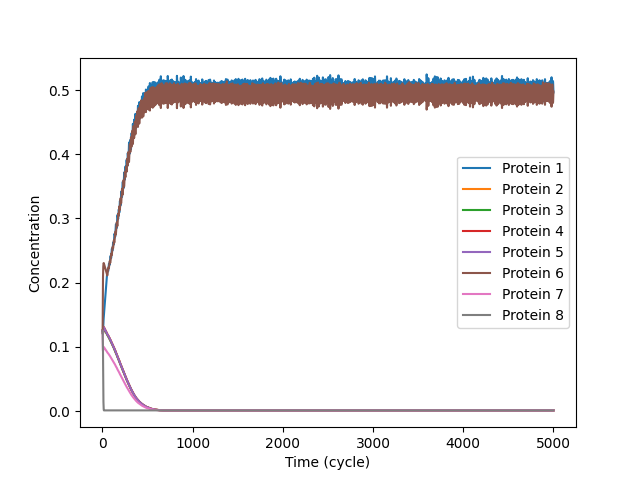 0.5
0.4
0.3
0.2
0.1
0.0
Concentration
0 1000 2000 3000 4000 5000
Time (cycle)
Protein 1
Protein 2
Protein 3
Protein 4
Protein 5
Protein 6
Protein 7
Protein 8